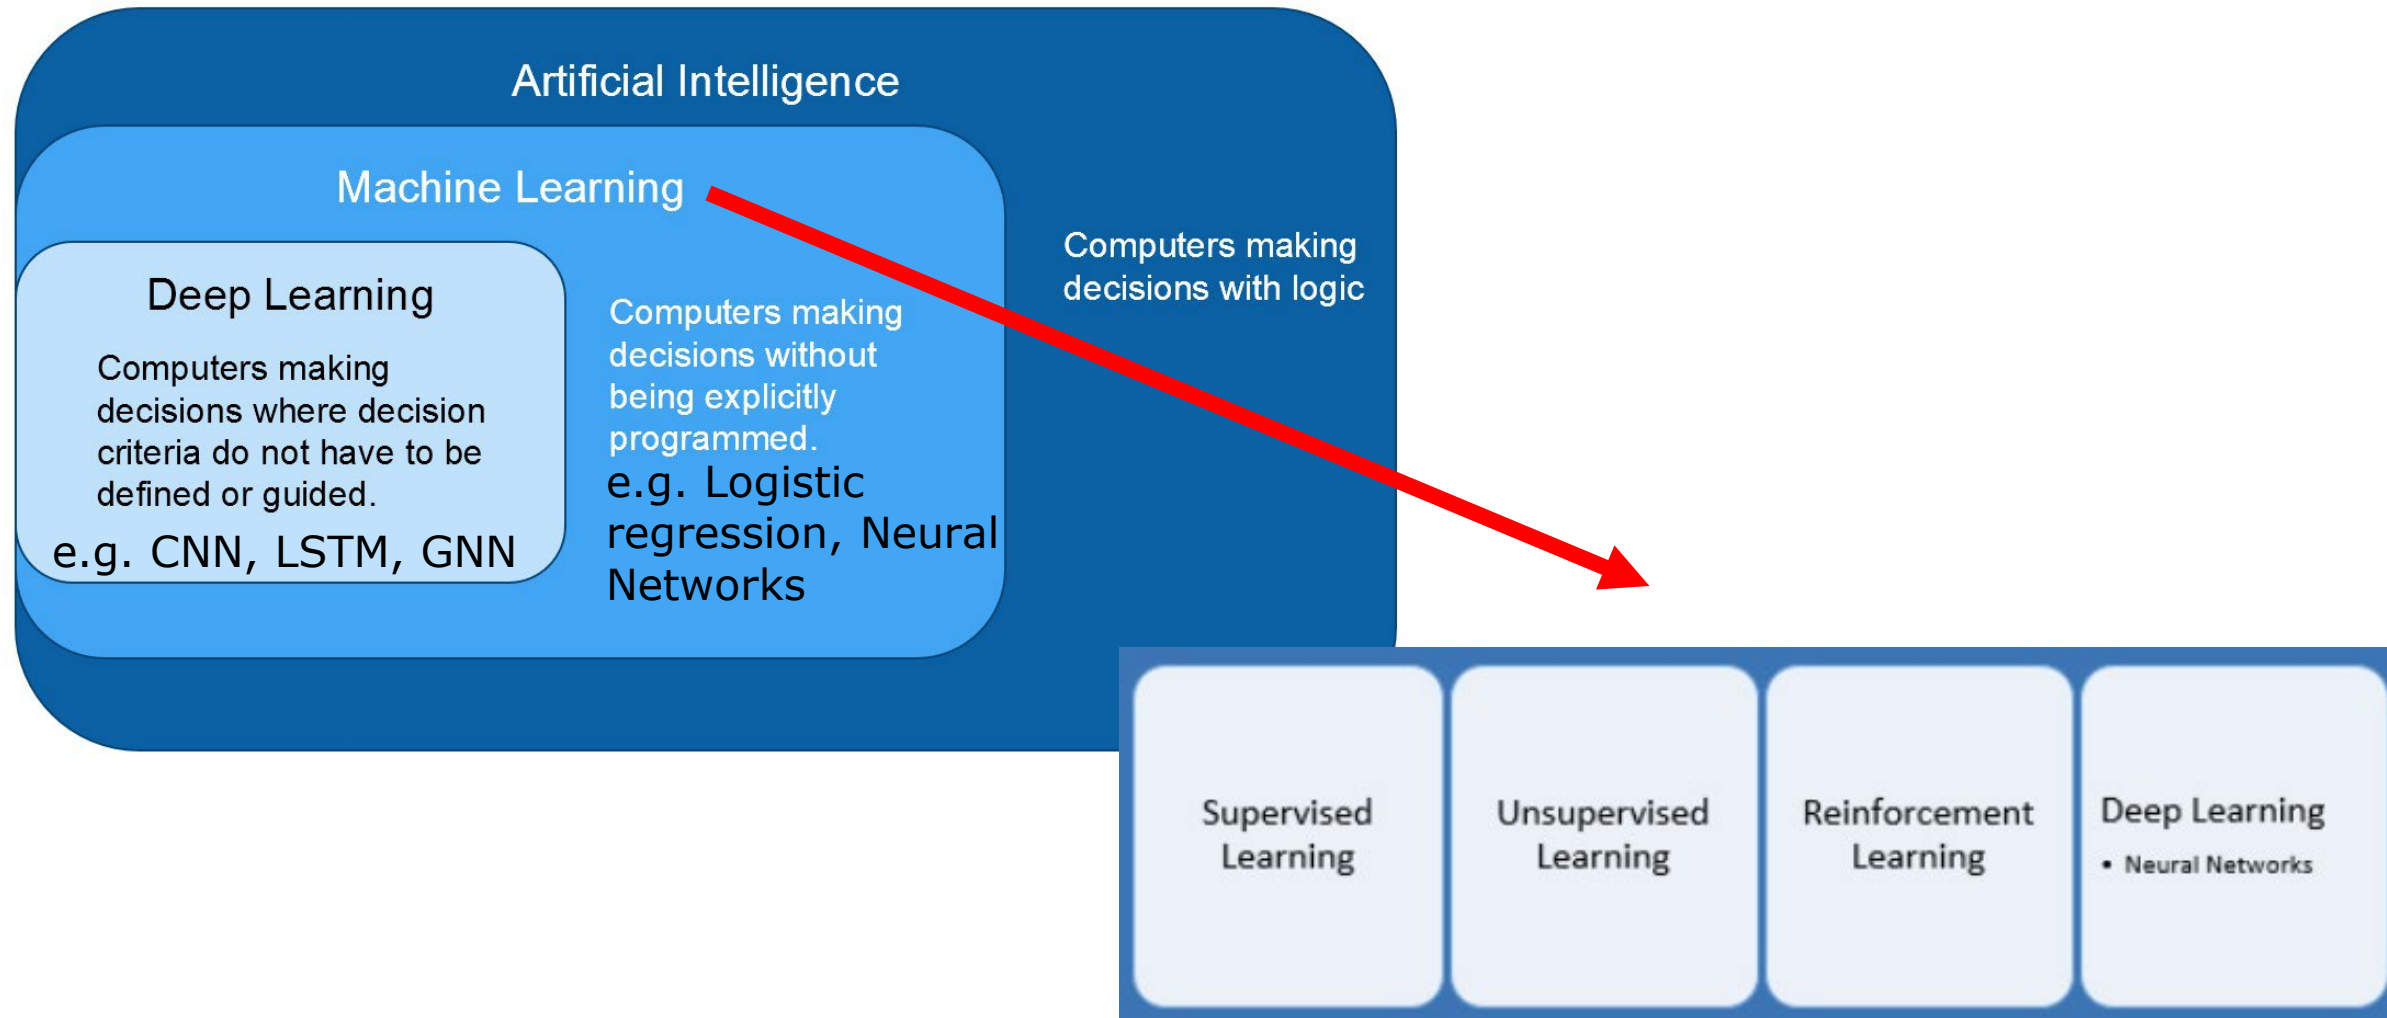 Artificial Intelligence
Machine Learning
Deep Learning
Computers making
decisions where decision
criteria do not have to be
defined or guided.
e.g. CNN, LSTM, GNN
Computers making
decisions without
being explicitly
programmed.
e.g. Logistic
regression, Neural
Networks
Computers making
decisions with logic
Supervised
Learning
Unsupervised
Learning
Reinforcement
Learning
Deep Learning
• Neural Networks